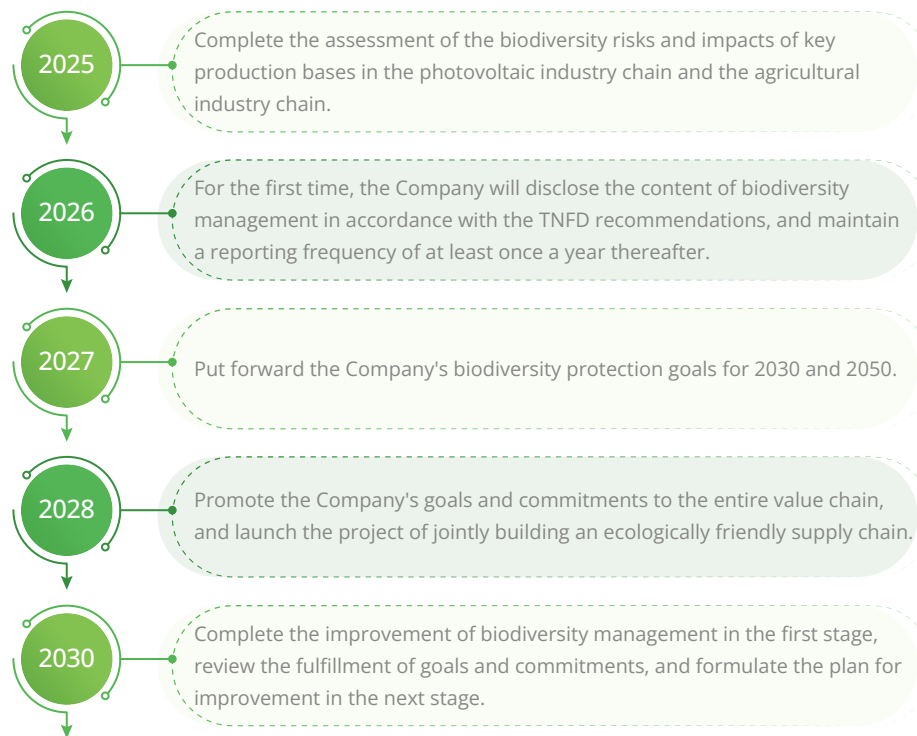 2025
Complete the assessment of the biodiversity risks and impacts of key
production bases in the photovoltaic industry chain and the agricultural
industry chain.
2026
For the first time, the Company will disclose the content of biodiversity
management in accordance with the TNFD recommendations, and maintain
a reporting frequency of at least once a year thereafter.
2027
Put forward the Company's biodiversity protection goals for 2030 and 2050.
2028
Promote the Company's goals and commitments to the entire value chain,
and launch the project of jointly building an ecologically friendly supply chain.
2030
Complete the improvement of biodiversity management in the first stage,
review the fulfillment of goals and commitments, and formulate the plan for
improvement in the next stage.